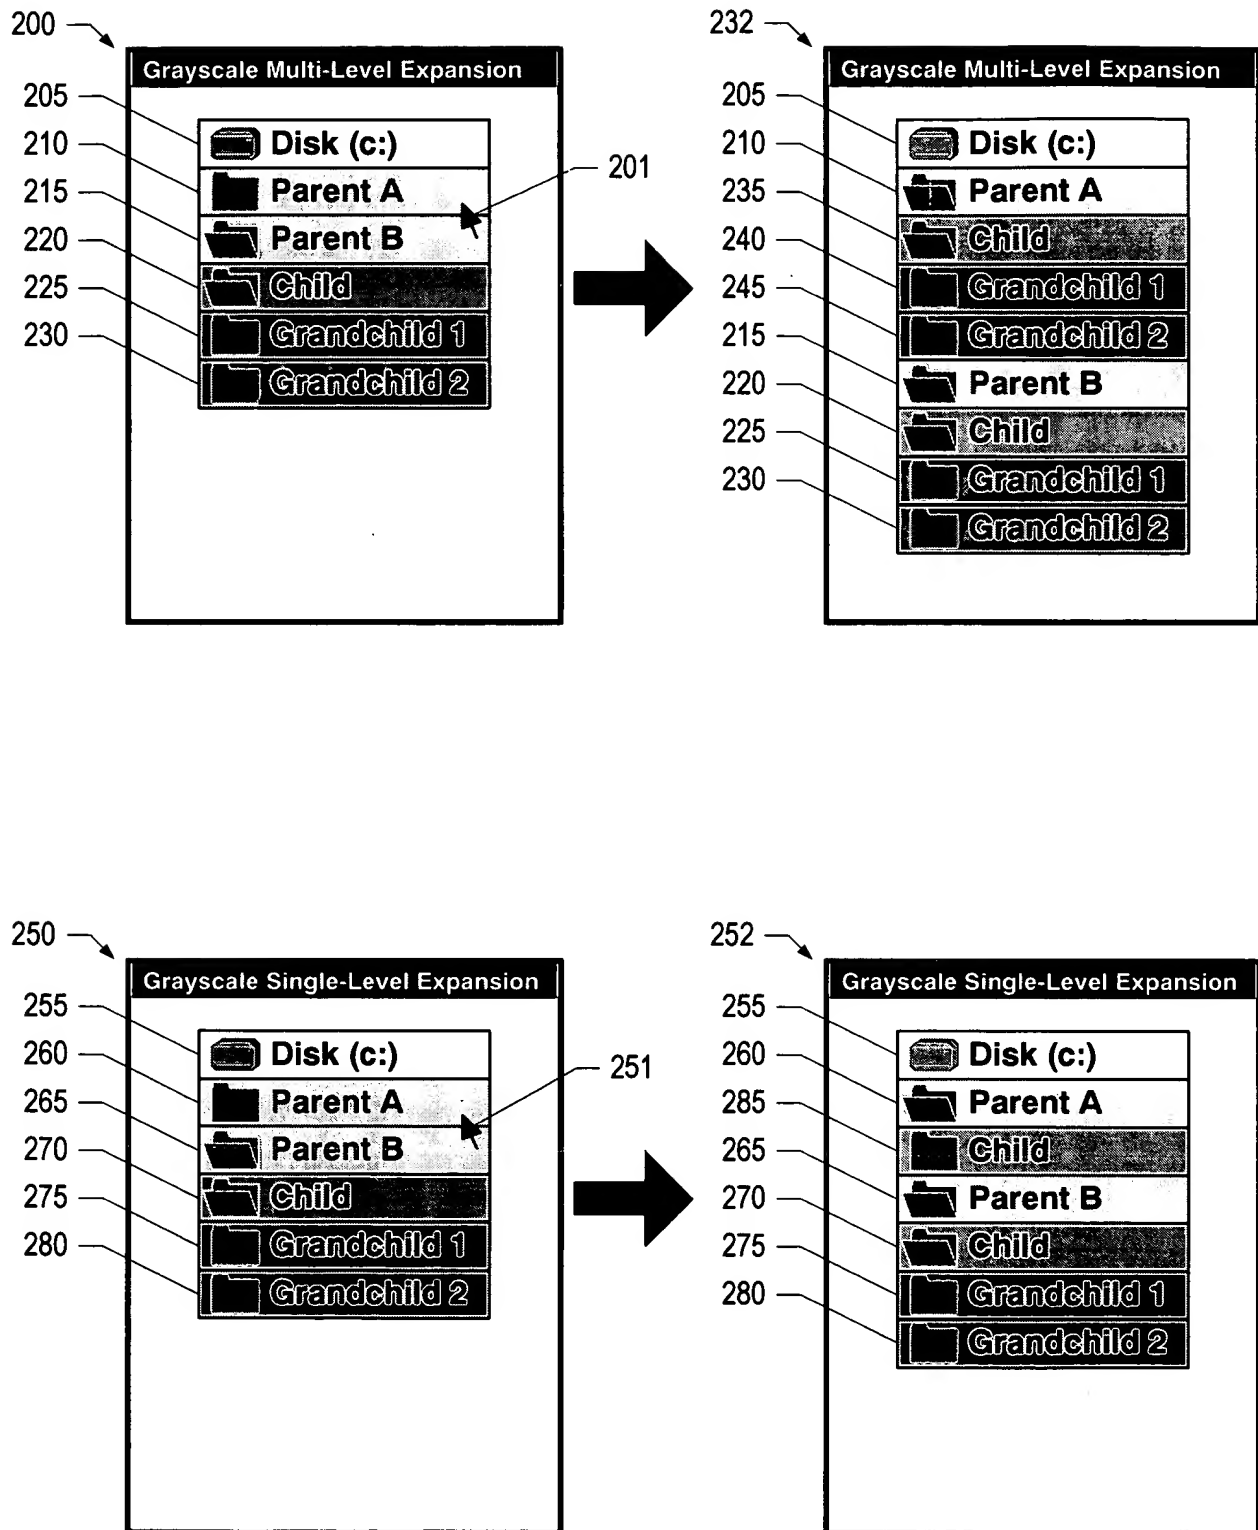 200
Grayscale Multi-Level Expansion
205
Disk (c:)
210
Parent A
201
215
Parent B
220
Child
225
Grandchild 1
230
Grandchild 2
232
Grayscale Multi-Level Expansion
205
Disk (c:)
210
Parent A
235
Child
240
Grandchild 1
245
Grandchild 2
215
Parent B
220
Child
225
Grandchild 1
230
Grandchild 2
250
Grayscale Single-Level Expansion
255
Disk (c:)
260
Parent A
251
265
Parent B
270
Child
275
Grandchild 1
280
Grandchild 2
252
Grayscale Single-Level Expansion
255
Disk (c:)
260
Parent A
285
Child
265
Parent B
270
Child
275
Grandchild 1
280
Grandchild 2